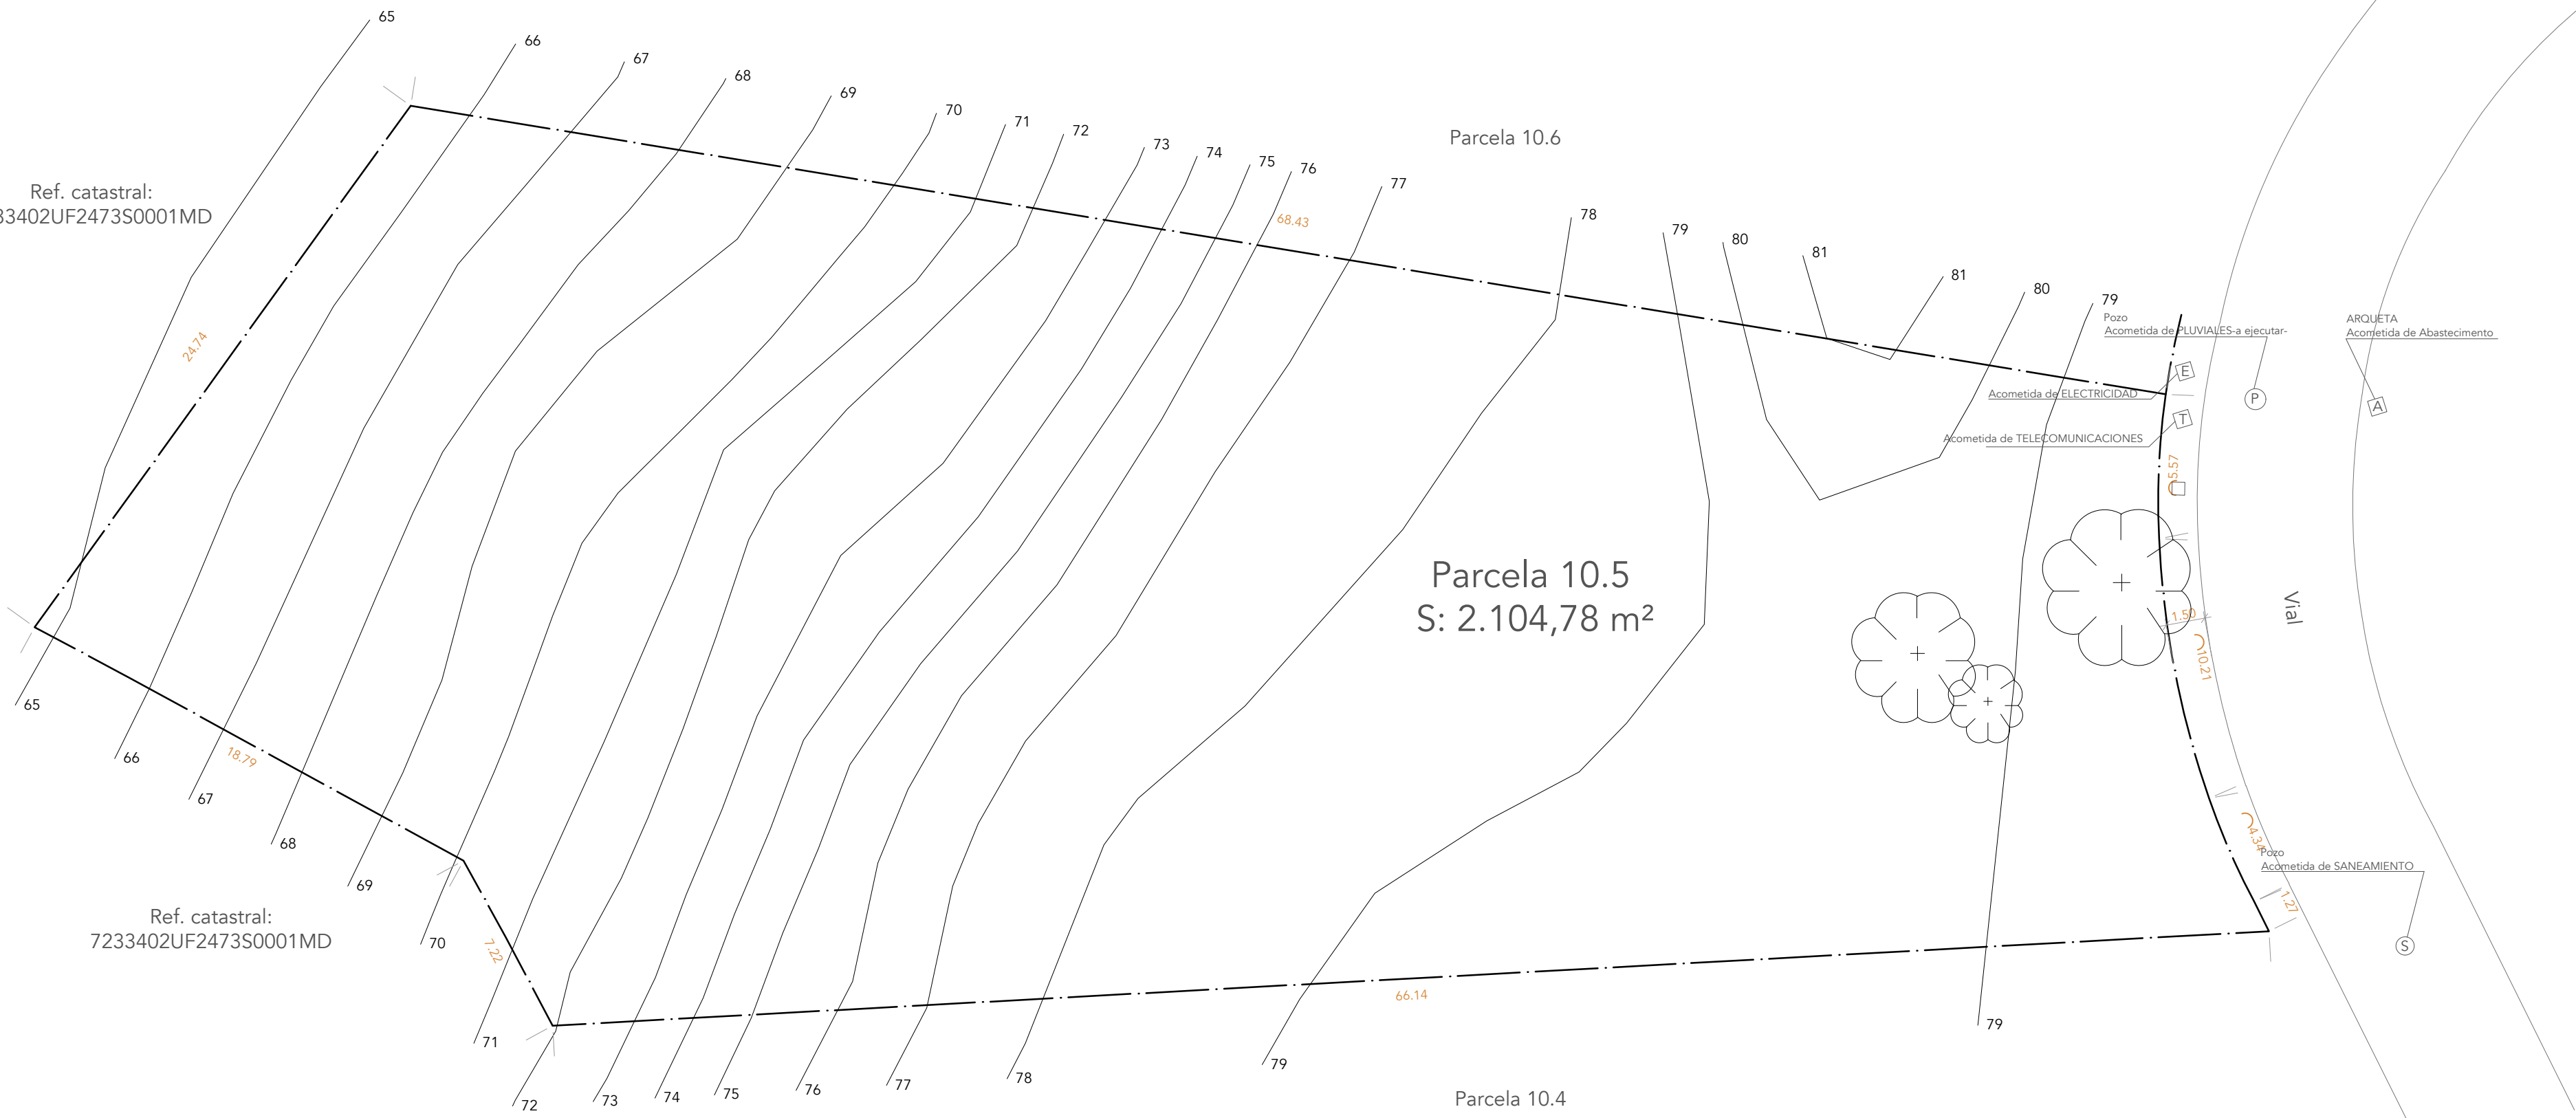 65
66
67
68
69
70
71
72
73
74
75
76
77
78
79
80
81
81
80
79
Parcela 10.6
Ref. catastral:
33402UF2473S0001MD
68.43
24.74
Pozo
Acometida de PLUVIALES-a ejecutar-
ARQUETA
Acometida de Abastecimento
Acometida de ELECTRICIDAD
E
P
A
Acometida de TELECOMUNICACIONES
T
5.57
Parcela 10.5
S: 2.104,78 m²
Vial
1.50
10.21
4.34
Pozo
Acometida de SANEAMIENTO
1.27
S
65
66
67
68
69
70
71
72
73
74
75
76
77
78
79
79
18.79
7.22
66.14
Ref. catastral:
7233402UF2473S0001MD
Parcela 10.4